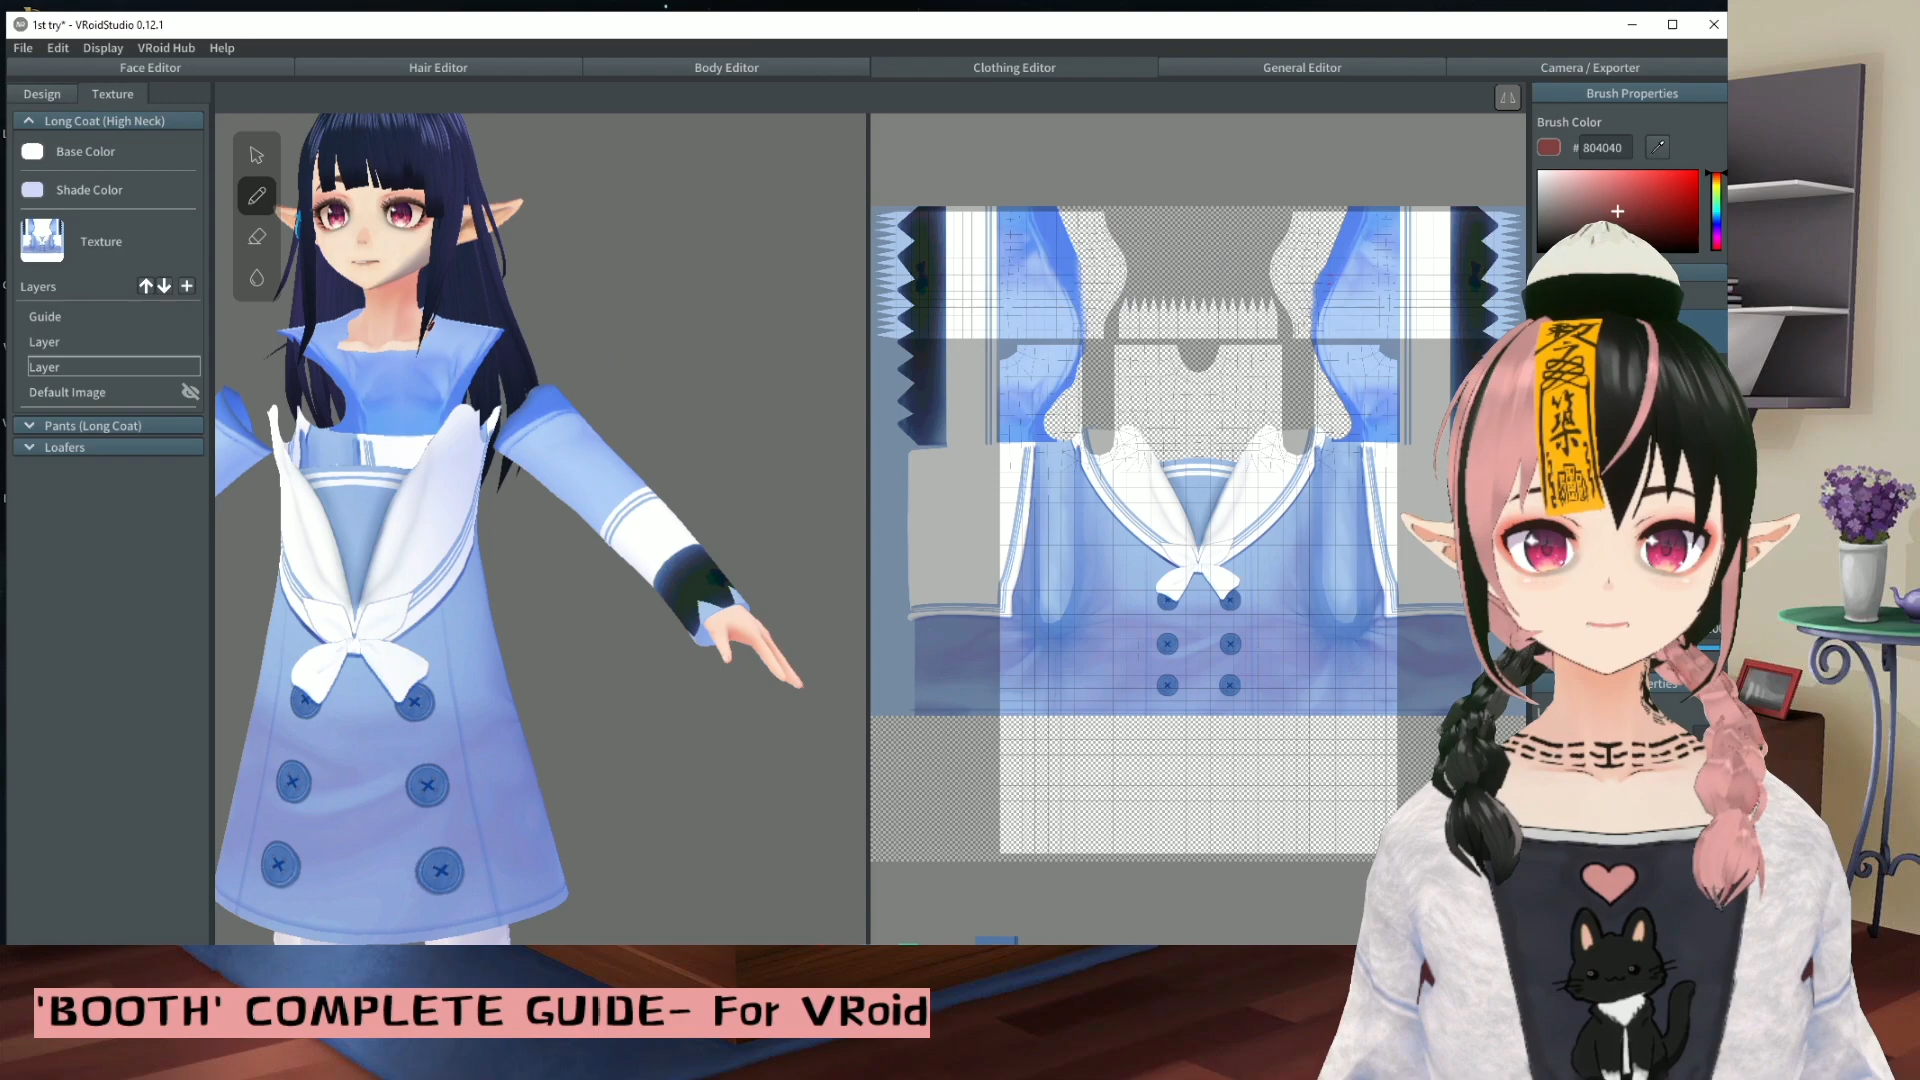 1st try* - VRoidStudio 0.12.1
File Edit Display VRoid Hub Help
Face Editor Hair Editor Body Editor Clothing Editor General Editor Camera / Exporter
Design Texture
Long Coat (High Neck)
Base Color
Shade Color
Texture
Layers
Guide
Layer
Layer
Default Image
Pants (Long Coat)
Loafers
Brush Properties
Brush Color
# 804040
'BOOTH' COMPLETE GUIDE- For VRoid